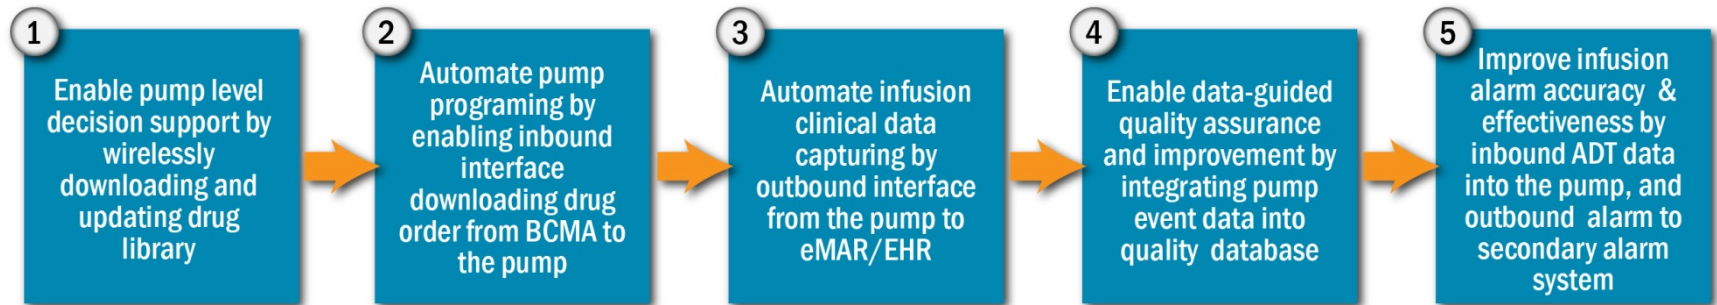 1
Enable pump level
decision support by
wirelessly
downloading and
updating drug
library
2
Automate pump
programing by
enabling inbound
interface
downloading drug
order from BCMA to
the pump
3
Automate infusion
clinical data
capturing by
outbound interface
from the pump to
eMAR/EHR
4
Enable data-guided
quality assurance
and improvement by
integrating pump
event data into
quality database
5
Improve infusion
alarm accuracy &
effectiveness by
inbound ADT data
into the pump, and
outbound alarm to
secondary alarm
system